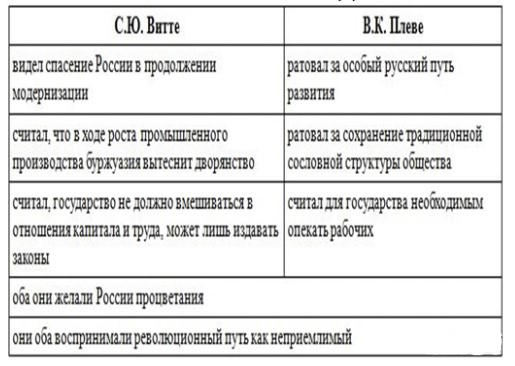 С.Ю. Витте
В.К. Плеве
видел спасение России в продолжении
модернизации
ратовал за особый русский путь
развития
считал, что в ходе роста промышленного
производства буржуазия вытеснит дворянство
ратовал за сохранение традиционной
сословной структуры общества
считал, государство не должно вмешиваться в
отношения капитала и труда, может лишь издавать
законы
считал для государства необходимым
опекать рабочих
оба они желали России процветания
они оба воспринимали революционный путь как неприемлимый